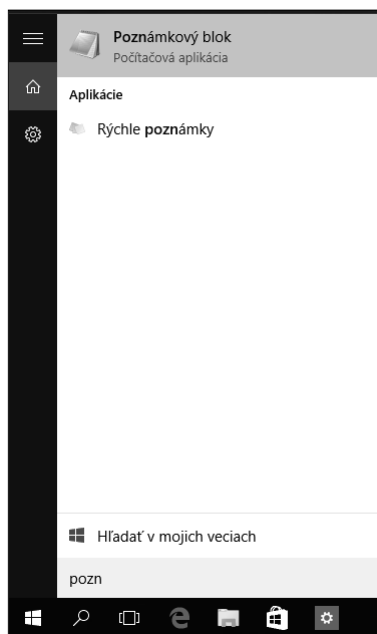 Poznámkový blok
Počítačová aplikácia
Aplikácie
Rýchle poznámky
Hľadať v mojich veciach
pozn